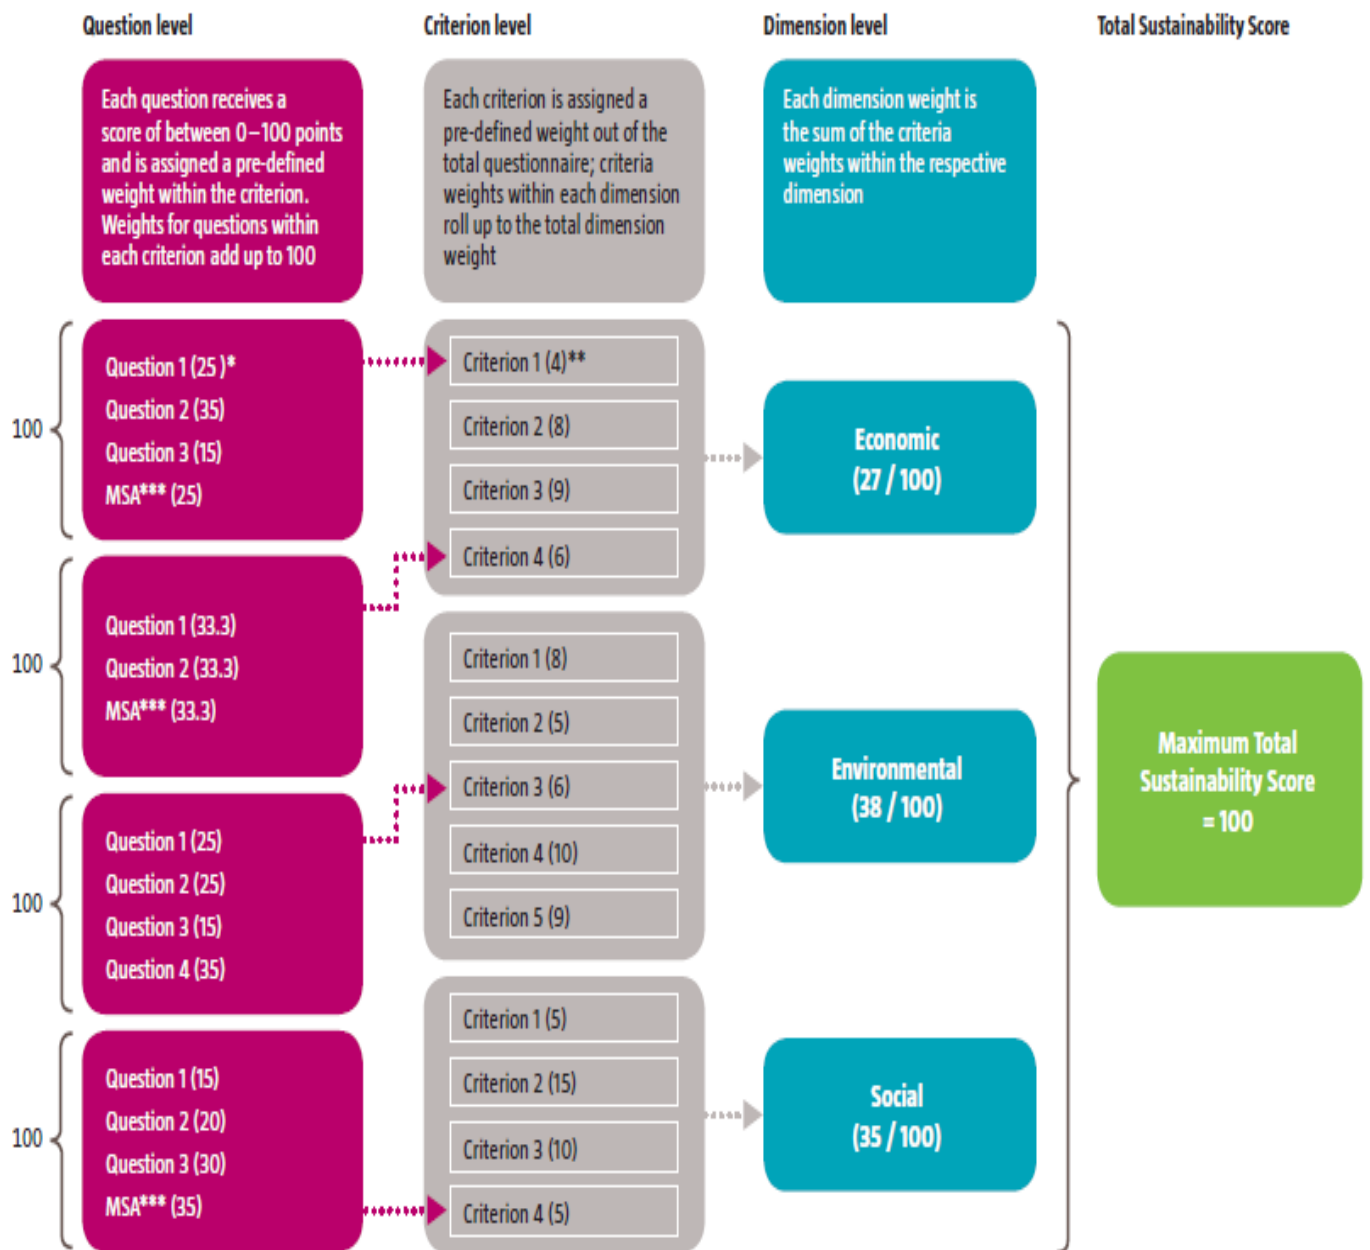 Question level
Criterion level
Dimension level
Total Sustainability Score
Each question receives a
score of between 0–100 points
and is assigned a pre-defined
weight within the criterion.
Weights for questions within
each criterion add up to 100
Each criterion is assigned a
pre-defined weight out of the
total questionnaire; criteria
weights within each dimension
roll up to the total dimension
weight
Each dimension weight is
the sum of the criteria
weights within the respective
dimension
100
Question 1 (25 )*
Question 2 (35)
Question 3 (15)
MSA*** (25)
100
Question 1 (33.3)
Question 2 (33.3)
MSA*** (33.3)
100
Question 1 (25)
Question 2 (25)
Question 3 (15)
Question 4 (35)
100
Question 1 (15)
Question 2 (20)
Question 3 (30)
MSA*** (35)
Criterion 1 (4)**
Criterion 2 (8)
Criterion 3 (9)
Criterion 4 (6)
Criterion 1 (8)
Criterion 2 (5)
Criterion 3 (6)
Criterion 4 (10)
Criterion 5 (9)
Criterion 1 (5)
Criterion 2 (15)
Criterion 3 (10)
Criterion 4 (5)
Economic
(27 / 100)
Environmental
(38 / 100)
Social
(35 / 100)
Maximum Total
Sustainability Score
= 100